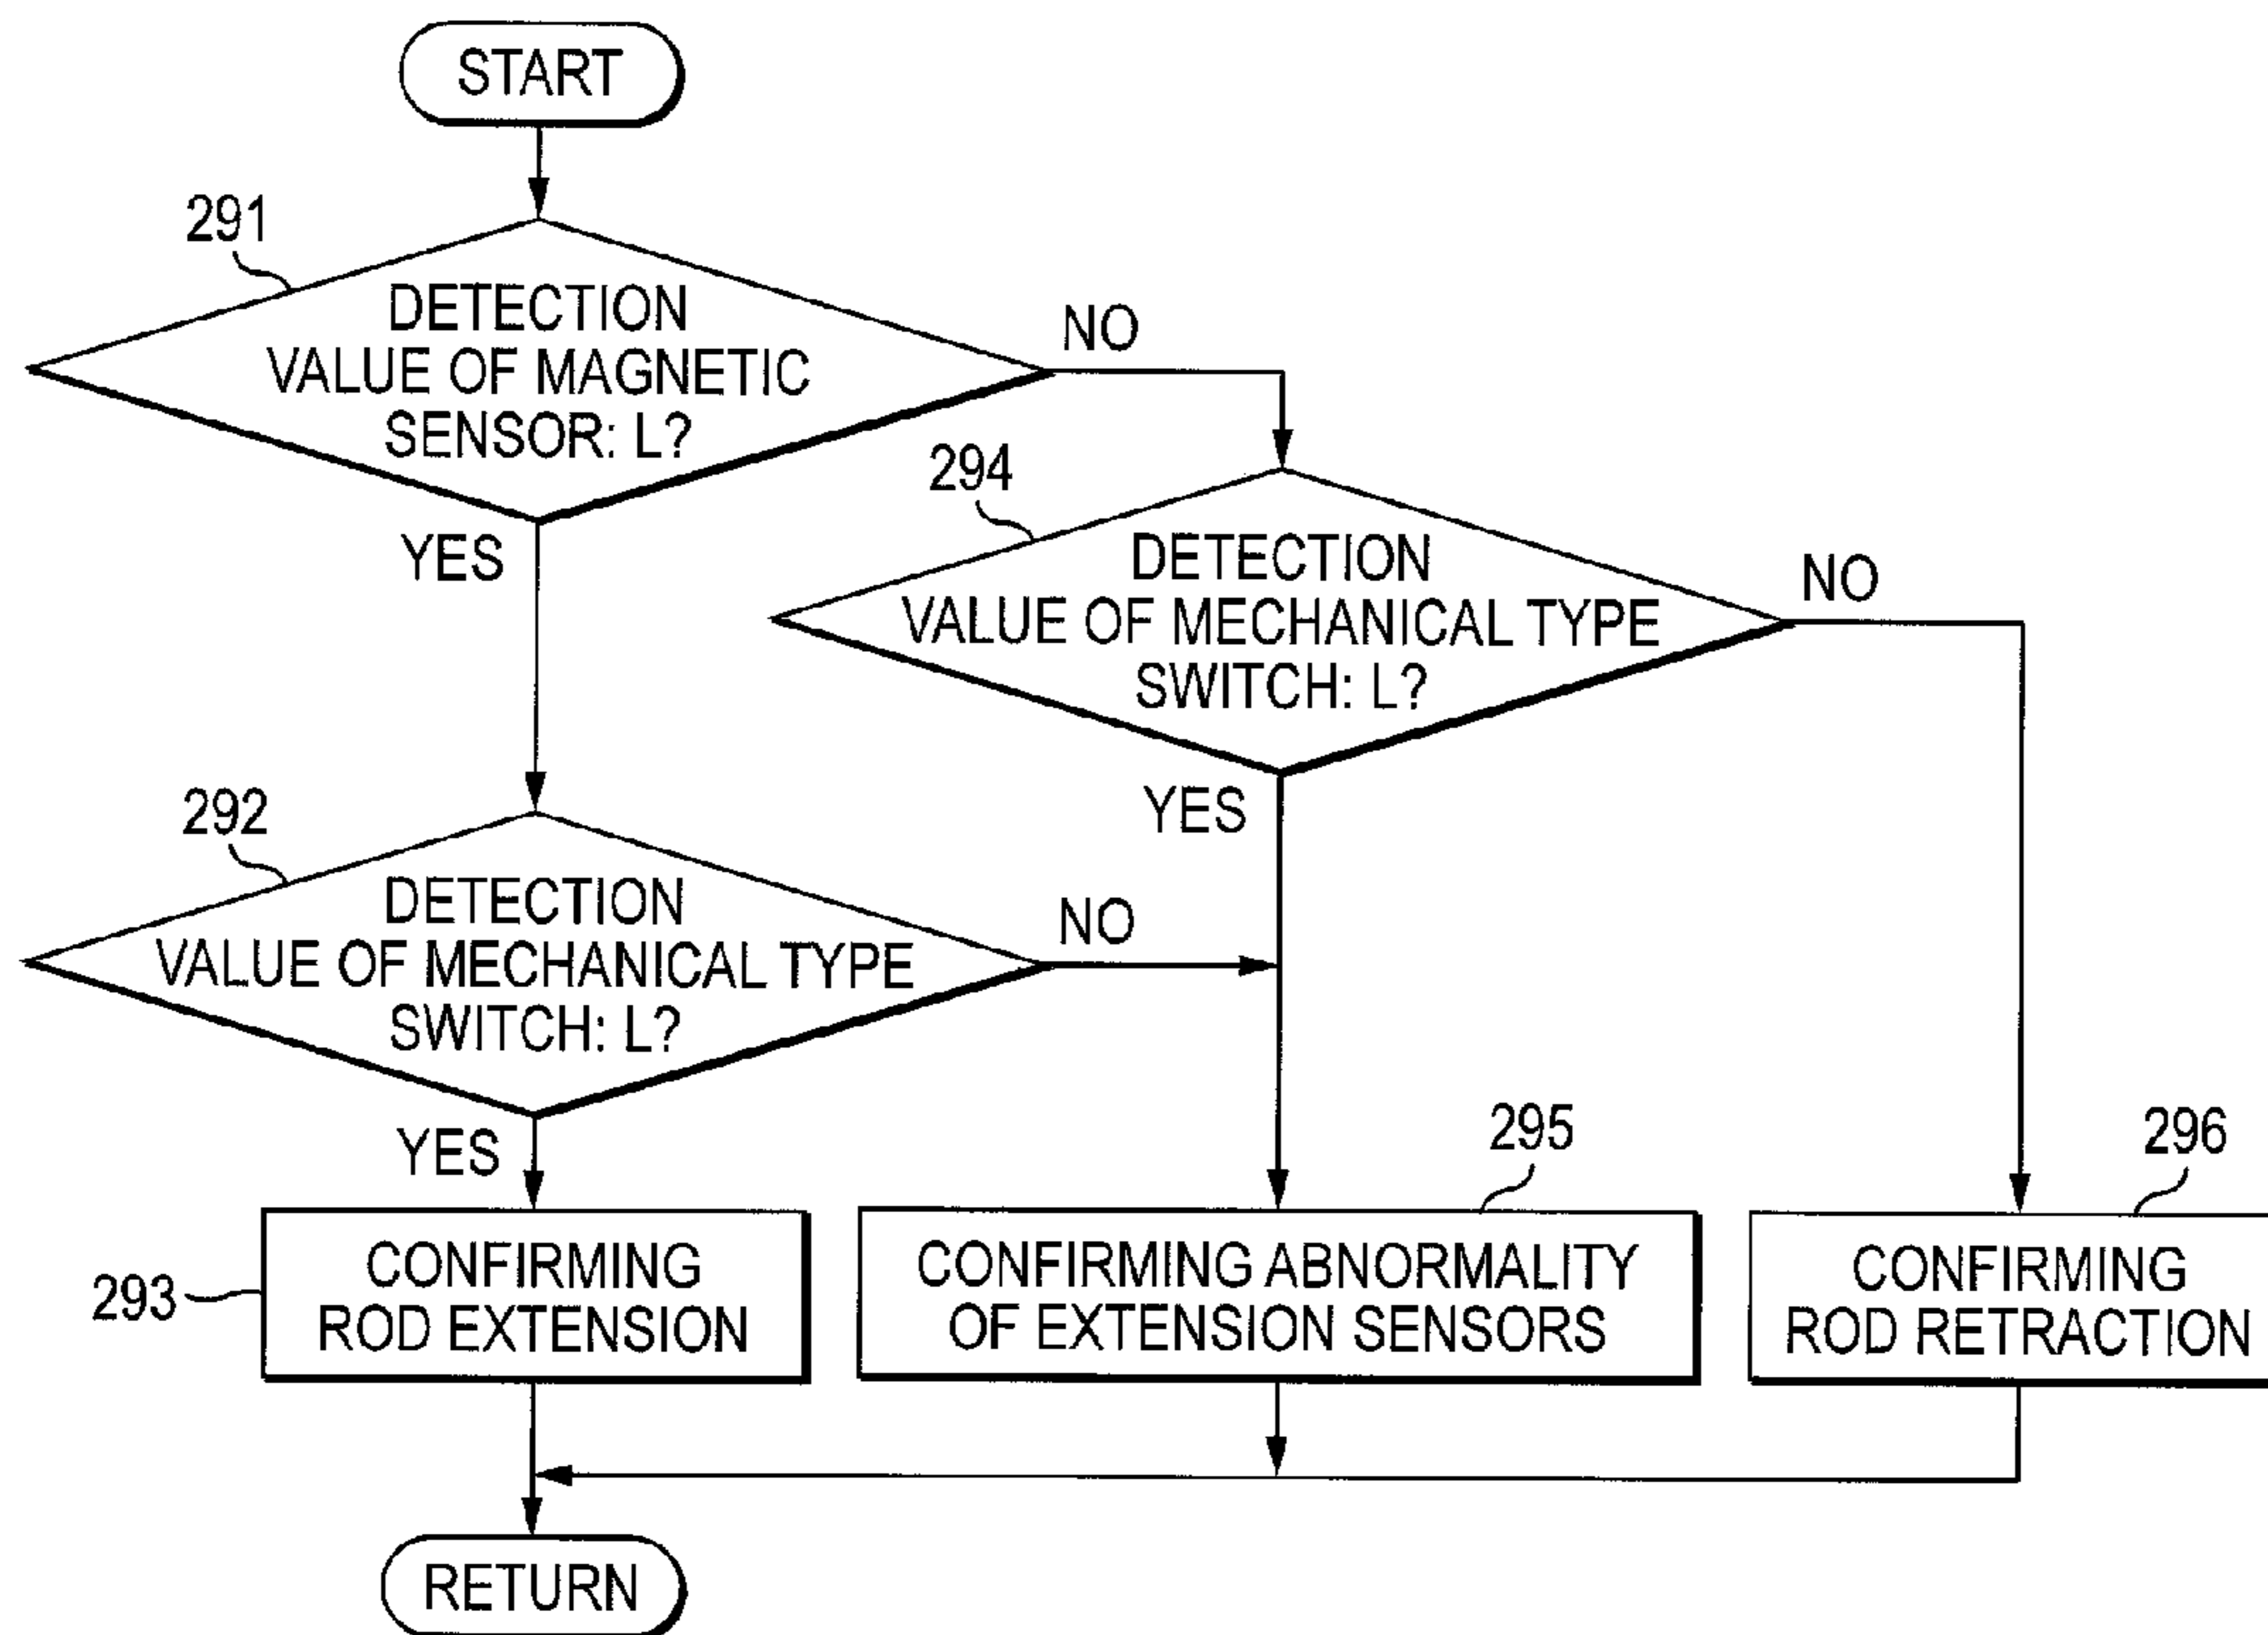 START
291
DETECTION
VALUE OF MAGNETIC
SENSOR: L?
NO
YES
294
DETECTION
VALUE OF MECHANICAL TYPE
SWITCH: L?
NO
YES
292
DETECTION
VALUE OF MECHANICAL TYPE
SWITCH: L?
NO
YES
293
CONFIRMING
ROD EXTENSION
295
CONFIRMING ABNORMALITY
OF EXTENSION SENSORS
296
CONFIRMING
ROD RETRACTION
RETURN